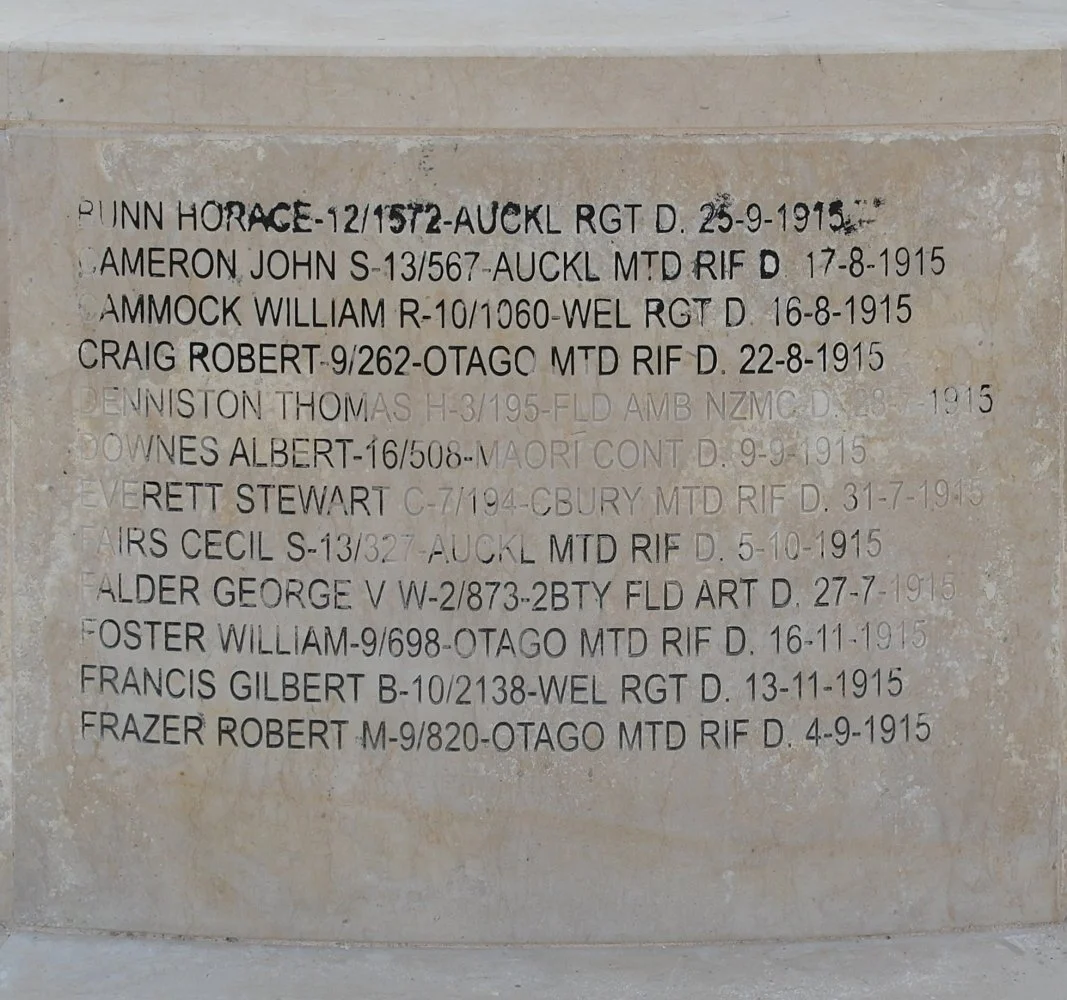 BUNN HORACE-12/1572-AUCKL RGT D. 25-9-1915
CAMERON JOHN S-13/567-AUCKL MTD RIF D. 17-8-1915
CAMMOCK WILLIAM R-10/1060-WEL RGT D. 16-8-1915
CRAIG ROBERT-9/262-OTAGO MTD RIF D. 22-8-1915
DENNISTON THOMAS H-3/195-FLD AMB NZMC D. 1915
DOWNES ALBERT-16/508-MAORI CONT D. 9-9-1915
EVERETT STEWART C-7/194-CBURY MTD RIF D. 31-7-1915
FAIRS CECIL S-13/327-AUCKL MTD RIF D. 5-10-1915
FALDER GEORGE V W-2/873-2BTY FLD ART D. 27-7-1915
FOSTER WILLIAM-9/698-OTAGO MTD RIF D. 16-11-1915
FRANCIS GILBERT B-10/2138-WEL RGT D. 13-11-1915
FRAZER ROBERT M-9/820-OTAGO MTD RIF D. 4-9-1915